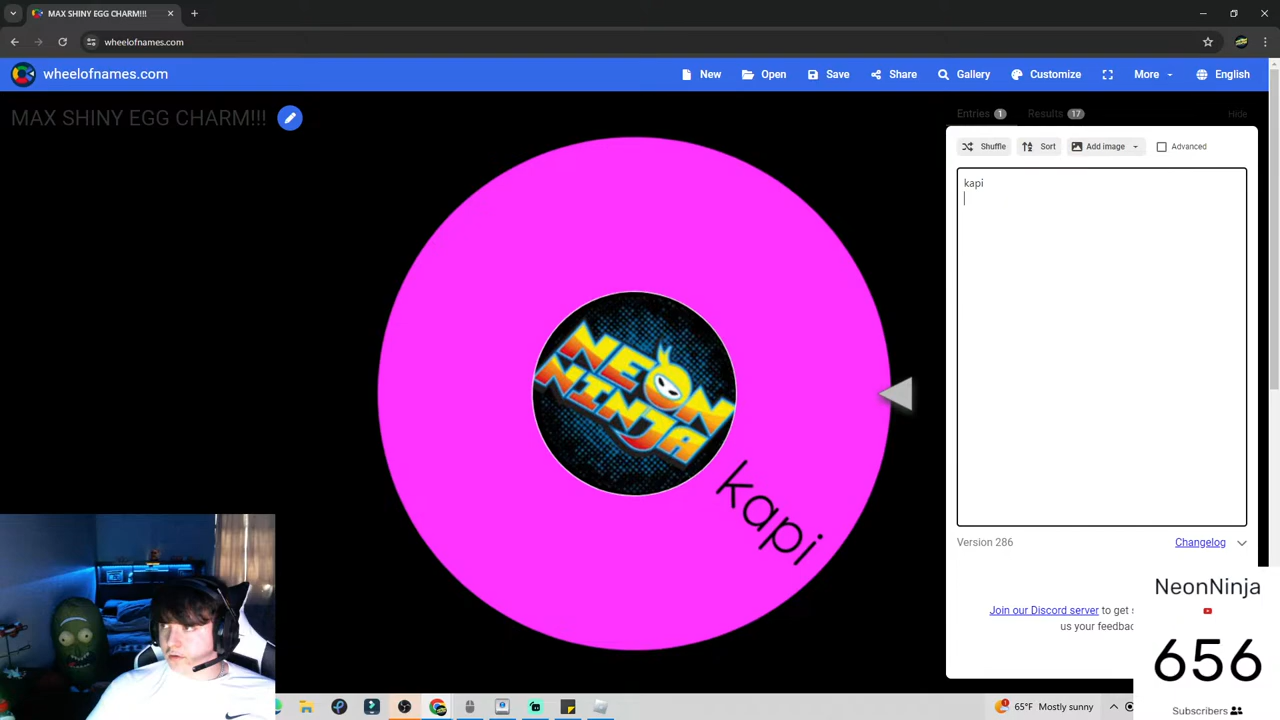 MAX SHINY EGG CHARM!!!
wheelofnames.com
wheelofnames.com
New
Open
Save
Share
Gallery
Customize
More
English
MAX SHINY EGG CHARM!!!
Entries 1
Results 17
Hide
Shuffle
Sort
Add image
Advanced
kapi
NEON
NINJA
kapi
Version 286
Changelog
Join our Discord server to get s
us your feedba
NeonNinja
656
Subscribers
65°F Mostly sunny